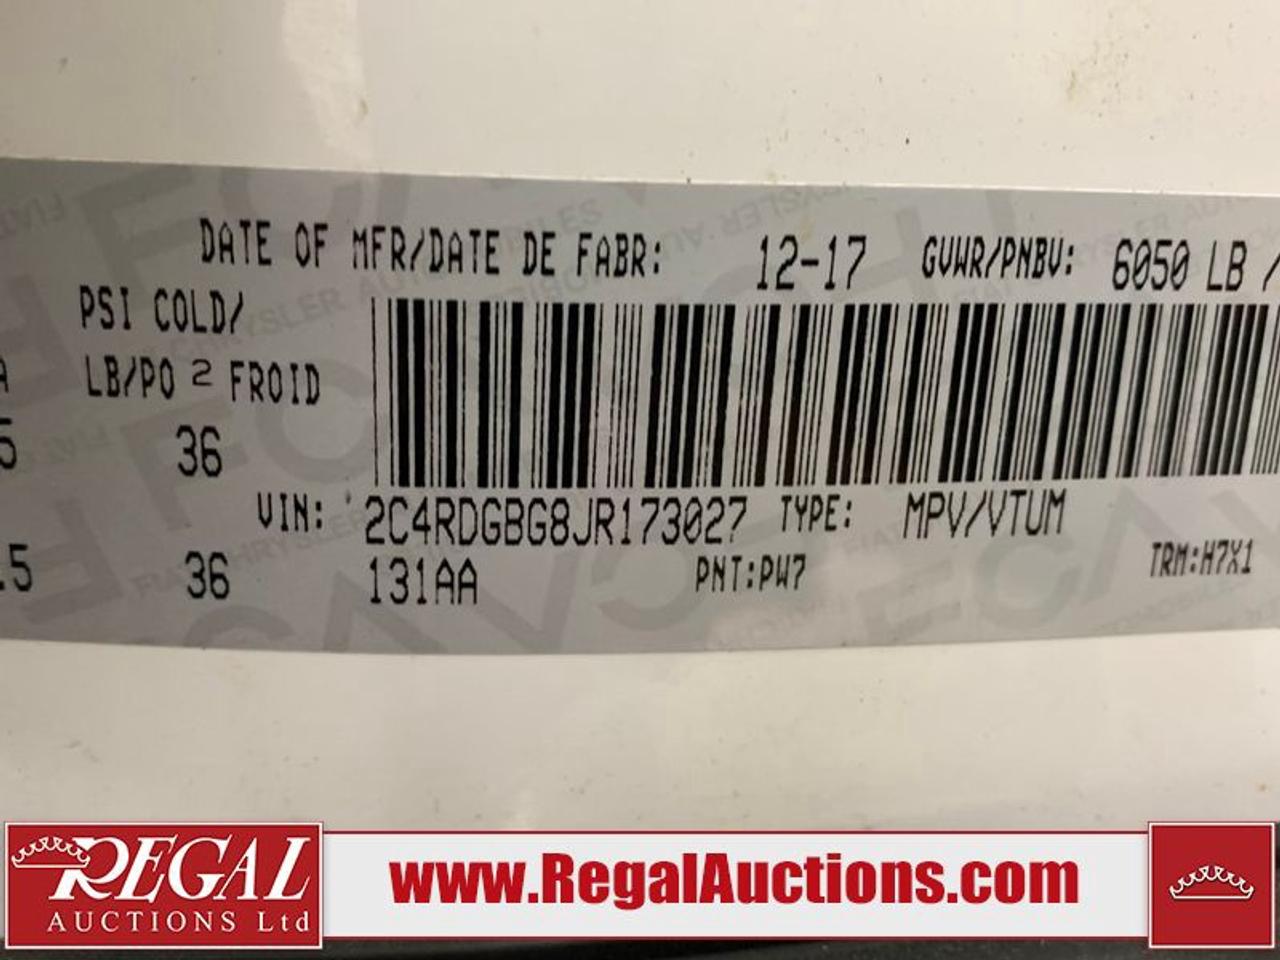 DATE OF MFR/DATE DE FABR: 12-17 GVWR/PNBV: 6050 LB /
PSI COLD/
LB/PO 2 FROID
36
VIN: 2C4RDGBG8JR173027 TYPE: MPV/VTUM
.5 36 131AA PNT:PW7 TRM:H7X1
REGAL
AUCTIONS Ltd
www.RegalAuctions.com